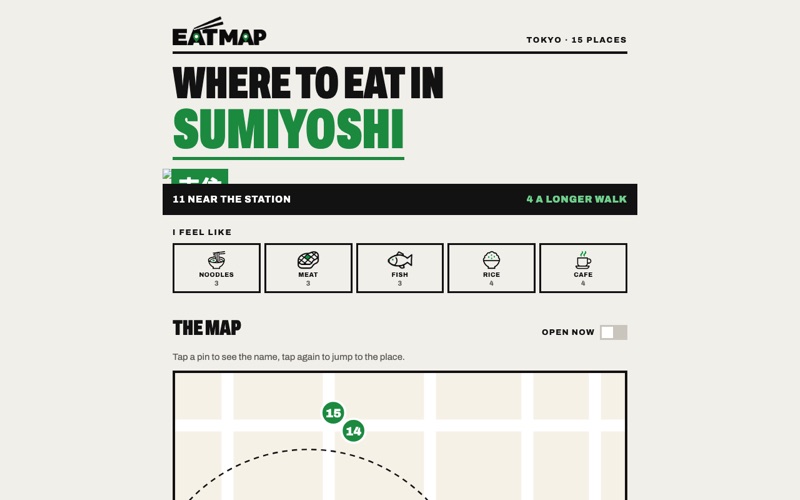 EATMAP
TOKYO · 15 PLACES
WHERE TO EAT IN
SUMIYOSHI
11 NEAR THE STATION
4 A LONGER WALK
I FEEL LIKE
NOODLES
3
MEAT
3
FISH
3
RICE
4
CAFE
4
THE MAP
OPEN NOW
Tap a pin to see the name, tap again to jump to the place.
15
14